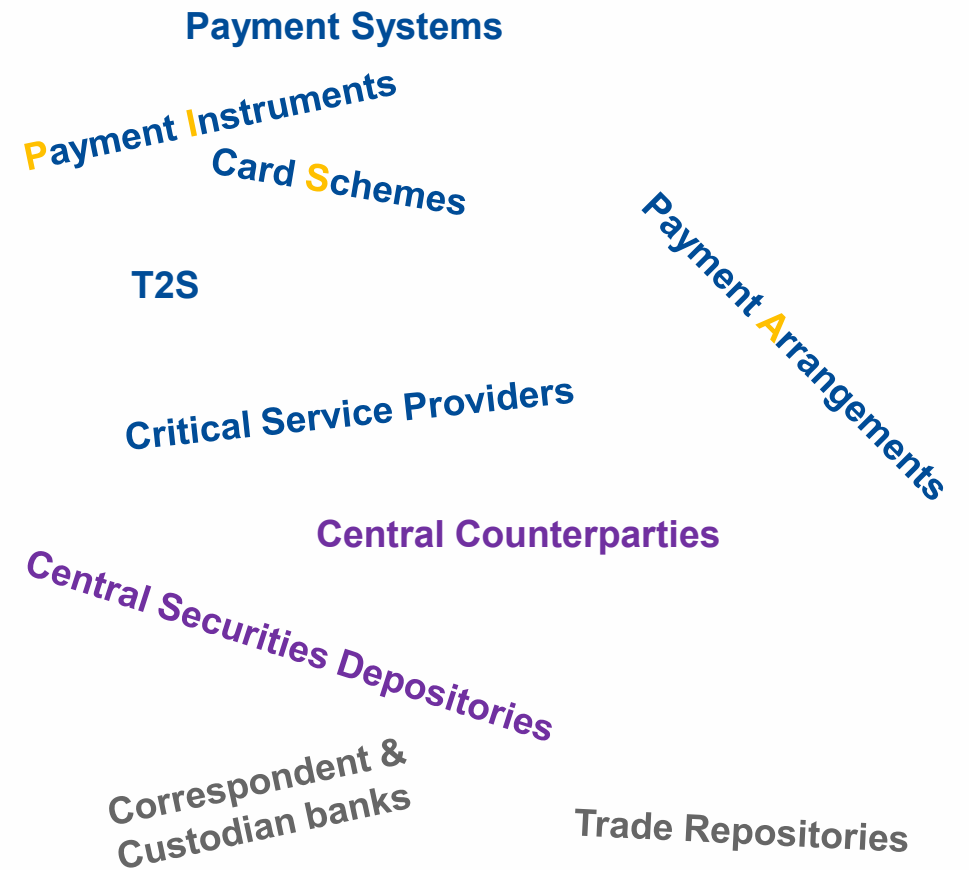 Payment Systems
Payment Instruments
Card Schemes
Payment Arrangements
T2S
Critical Service Providers
Central Counterparties
Central Securities Depositories
Correspondent &
Custodian banks
Trade Repositories